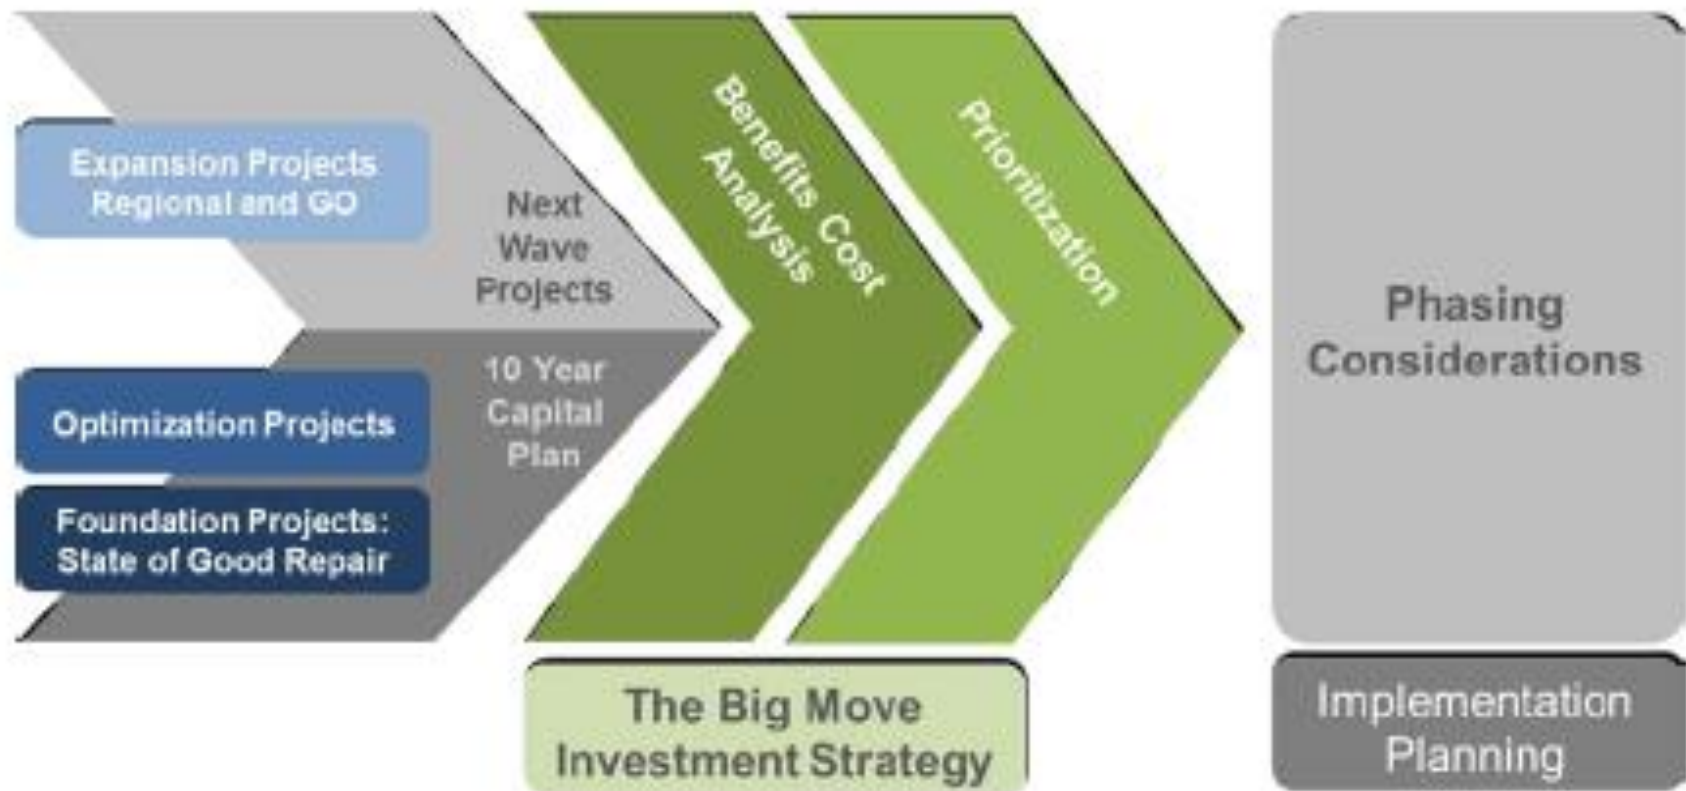 Expansion Projects
Regional and GO
Next
Wave
Projects
Optimization Projects
10 Year
Capital
Plan
Foundation Projects:
State of Good Repair
Benefits Cost
Analysis
Prioritization
The Big Move
Investment Strategy
Phasing
Considerations
Implementation
Planning